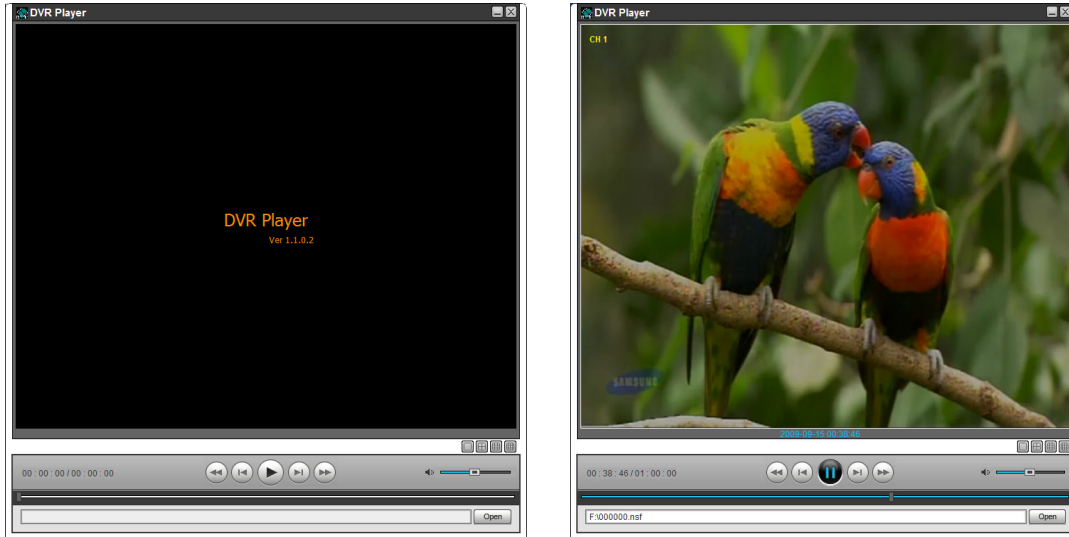 DVR Player
DVR Player
Ver 1.1.0.2
00 : 00 : 00 / 00 : 00 : 00
Open
DVR Player
CH 1
SAMSUNG
2009-09-15 00:38:46
00 : 38 : 46 / 01 : 00 : 00
F:\000000.nsf
Open